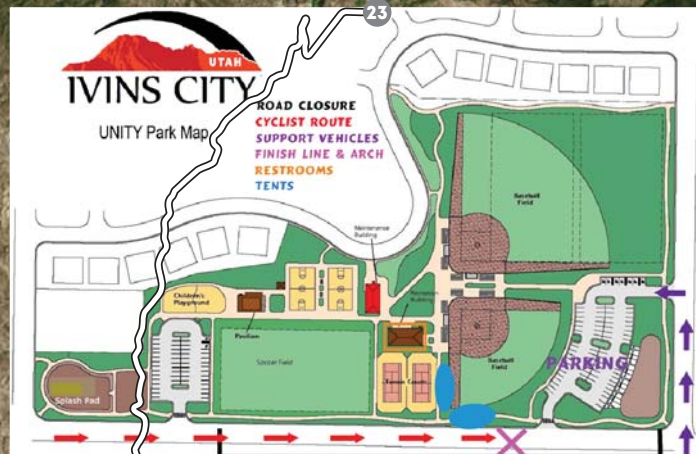 23
UTAH
IVINS CITY
UNITY Park Map
ROAD CLOSURE
CYCLIST ROUTE
SUPPORT VEHICLES
FINISH LINE & ARCH
RESTROOMS
TENTS
Maintenance
Building
Baseball
Field
Children's
Playground
Pavilion
Building
Soccer Field
Tennis Courts
Baseball
Field
PARKING
Splash Pad